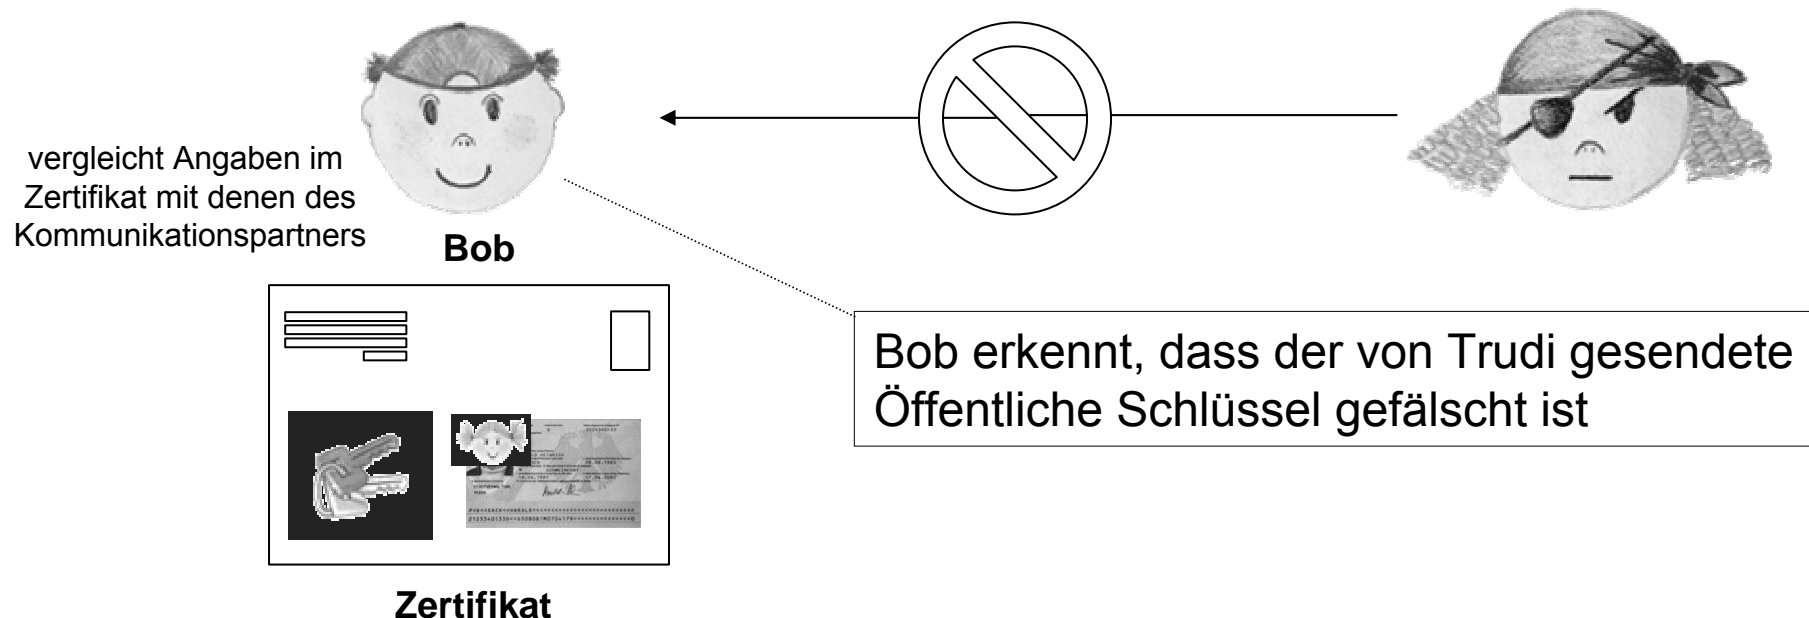 vergleicht Angaben im
Zertifikat mit denen des
Kommunikationspartners
Bob
Bob erkennt, dass der von Trudi gesendete
Öffentliche Schlüssel gefälscht ist
Zertifikat